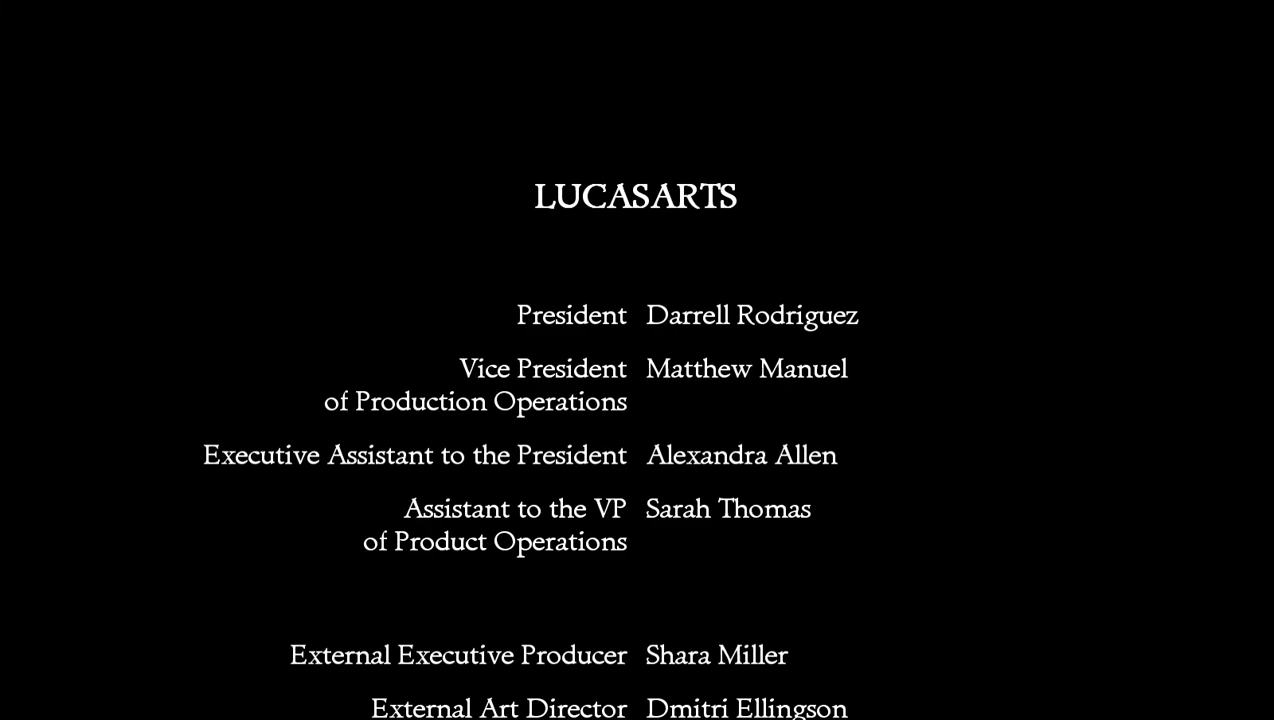 LUCASARTS
President Darrell Rodriguez
Vice President Matthew Manuel
of Production Operations
Executive Assistant to the President Alexandra Allen
Assistant to the VP Sarah Thomas
of Product Operations
External Executive Producer Shara Miller
External Art Director Dmitri Ellingson